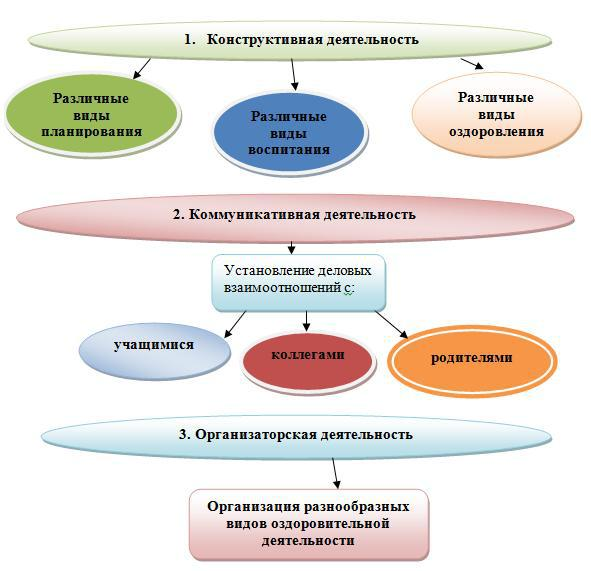 1. Конструктивная деятельность
Различные
виды
планирования
Различные
виды
воспитания
Различные
виды
оздоровления
2. Коммуникативная деятельность
Установление деловых
взаимоотношений с:
учащимися
коллегами
родителями
3. Организаторская деятельность
Организация разнообразных
видов оздоровительной
деятельности